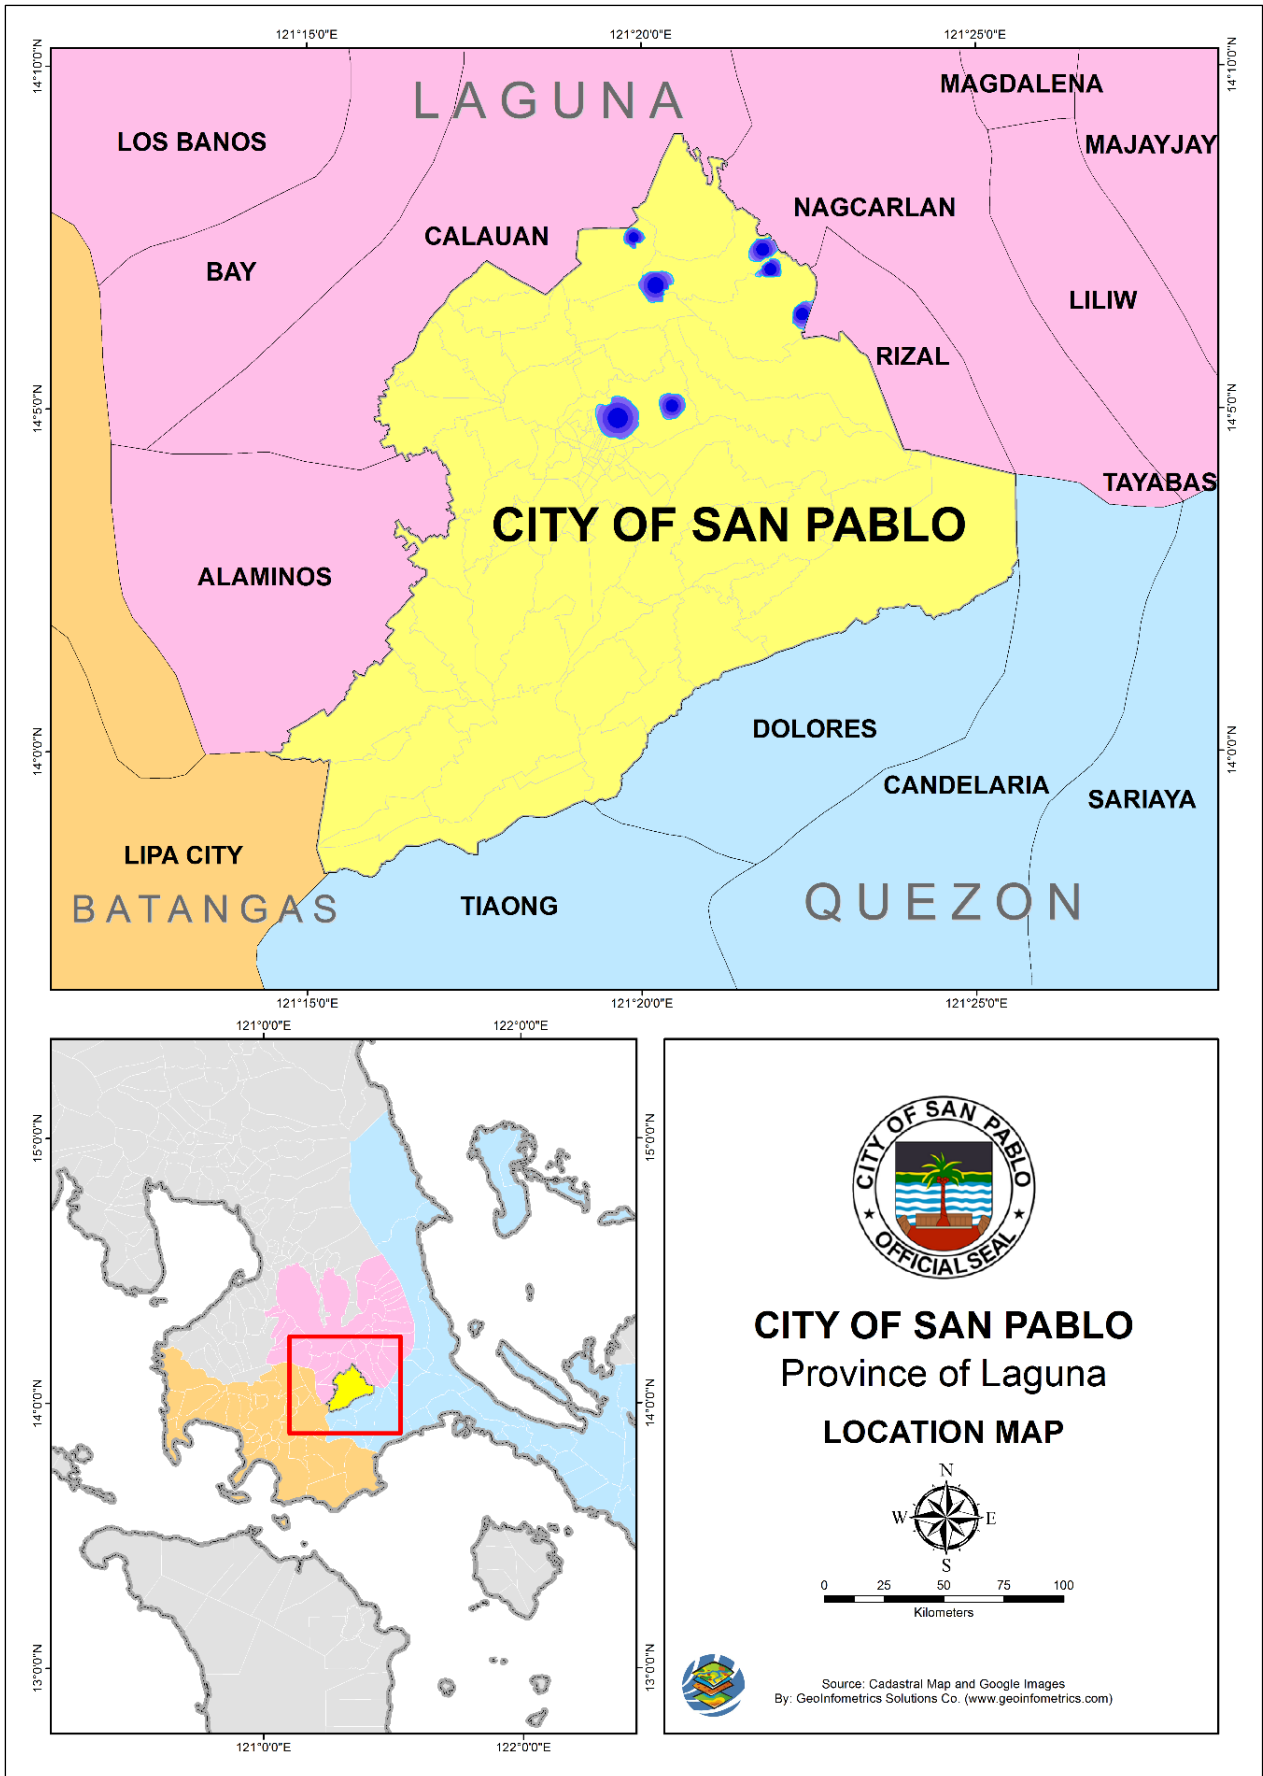 121°15'0"E
121°20'0"E
121°25'0"E
14°10'0"N
14°10'0"N
LAGUNA
MAGDALENA
LOS BANOS
MAJAYJAY
NAGCARLAN
CALAUAN
BAY
LILIW
RIZAL
14°5'0"N
14°5'0"N
TAYABAS
CITY OF SAN PABLO
ALAMINOS
DOLORES
14°0'0"N
14°0'0"N
CANDELARIA
SARIAYA
LIPA CITY
BATANGAS
TIAONG
QUEZON
121°15'0"E
121°20'0"E
121°25'0"E
121°0'0"E
122°0'0"E
15°0'0"N
15°0'0"N
14°0'0"N
14°0'0"N
13°0'0"N
13°0'0"N
121°0'0"E
122°0'0"E
CITY OF SAN PABLO
OFFICIAL SEAL
CITY OF SAN PABLO
Province of Laguna
LOCATION MAP
N
W
E
S
0 25 50 75 100
Kilometers
Source: Cadastral Map and Google Images
By: GeoInfometrics Solutions Co. (www.geoinfometrics.com)